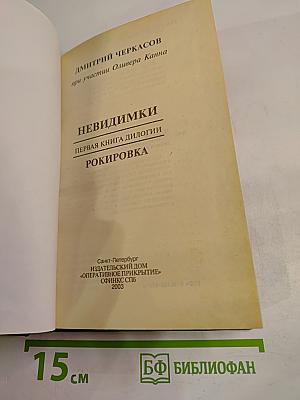 ДМИТРИЙ ЧЕРКАСОВ
при участии Оливера Канна
НЕВИДИМКИ
ПЕРВАЯ КНИГА ДИЛОГИИ
РОКИРОВКА
Санкт-Петербург
ИЗДАТЕЛЬСКИЙ ДОМ
«ОПЕРАТИВНОЕ ПРИКРЫТИЕ»
СФИНКС СПБ
2003
15 см
БФ БИБЛИОФАН